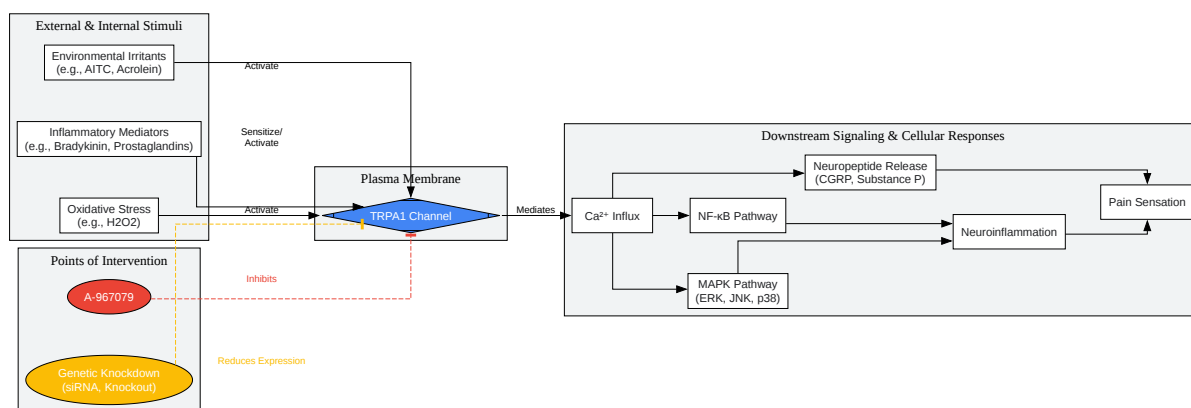 External & Internal Stimuli
Environmental Irritants
(e.g., AITC, Acrolein)
Activate
Inflammatory Mediators
(e.g., Bradykinin, Prostaglandins)
Sensitize/
Activate
Oxidative Stress
(e.g., H2O2)
Activate
Plasma Membrane
TRPA1 Channel
Mediates
Downstream Signaling & Cellular Responses
Ca²⁺ Influx
Neuropeptide Release
(CGRP, Substance P)
NF-κB Pathway
MAPK Pathway
(ERK, JNK, p38)
Neuroinflammation
Pain Sensation
Points of Intervention
A-967079
Inhibits
Genetic Knockdown
(siRNA, Knockout)
Reduces Expression